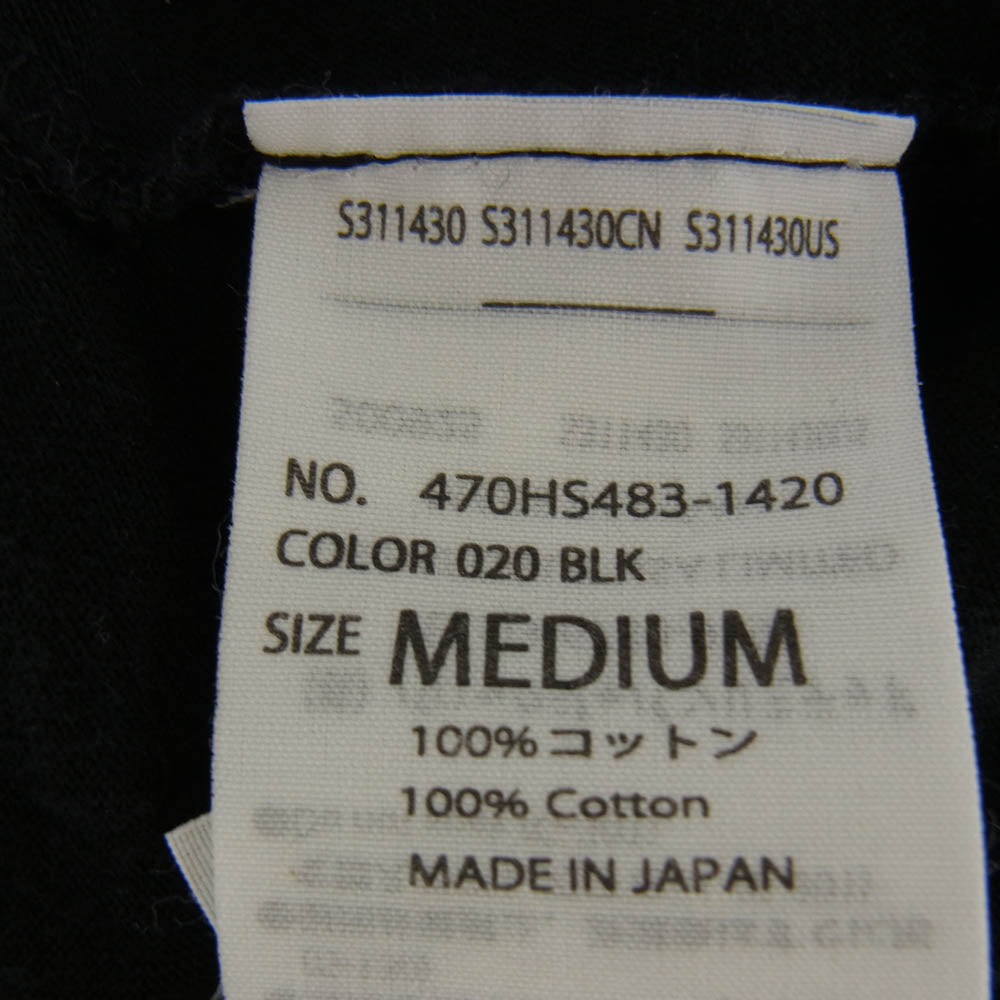 S311430 S311430CN S311430US
NO. 470HS483-1420
COLOR 020 BLK
SIZE MEDIUM
100%コットン
100% Cotton
MADE IN JAPAN